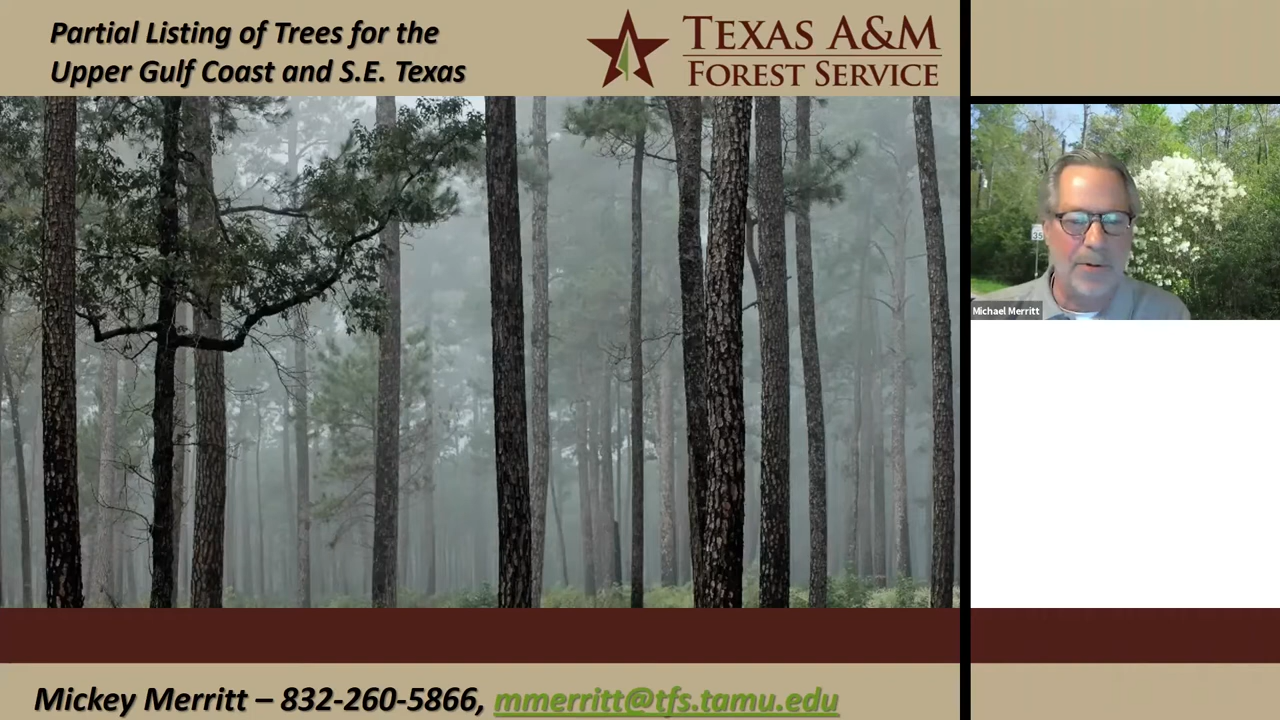 Partial Listing of Trees for the
Upper Gulf Coast and S.E. Texas
TEXAS A&M
FOREST SERVICE
35
Michael Merritt
Mickey Merritt – 832-260-5866, mmerritt@tfs.tamu.edu